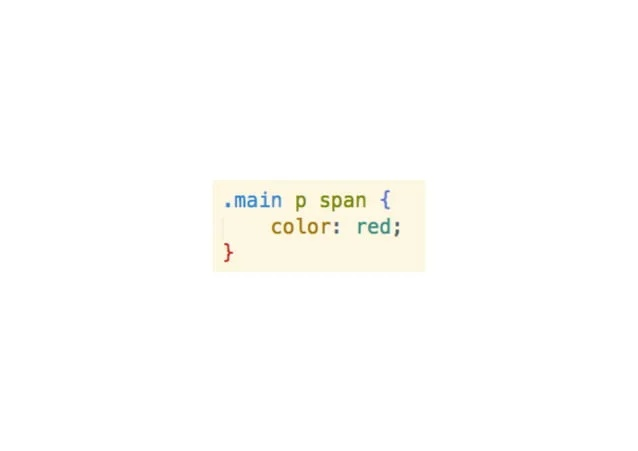 .main p span {
    color: red;
}